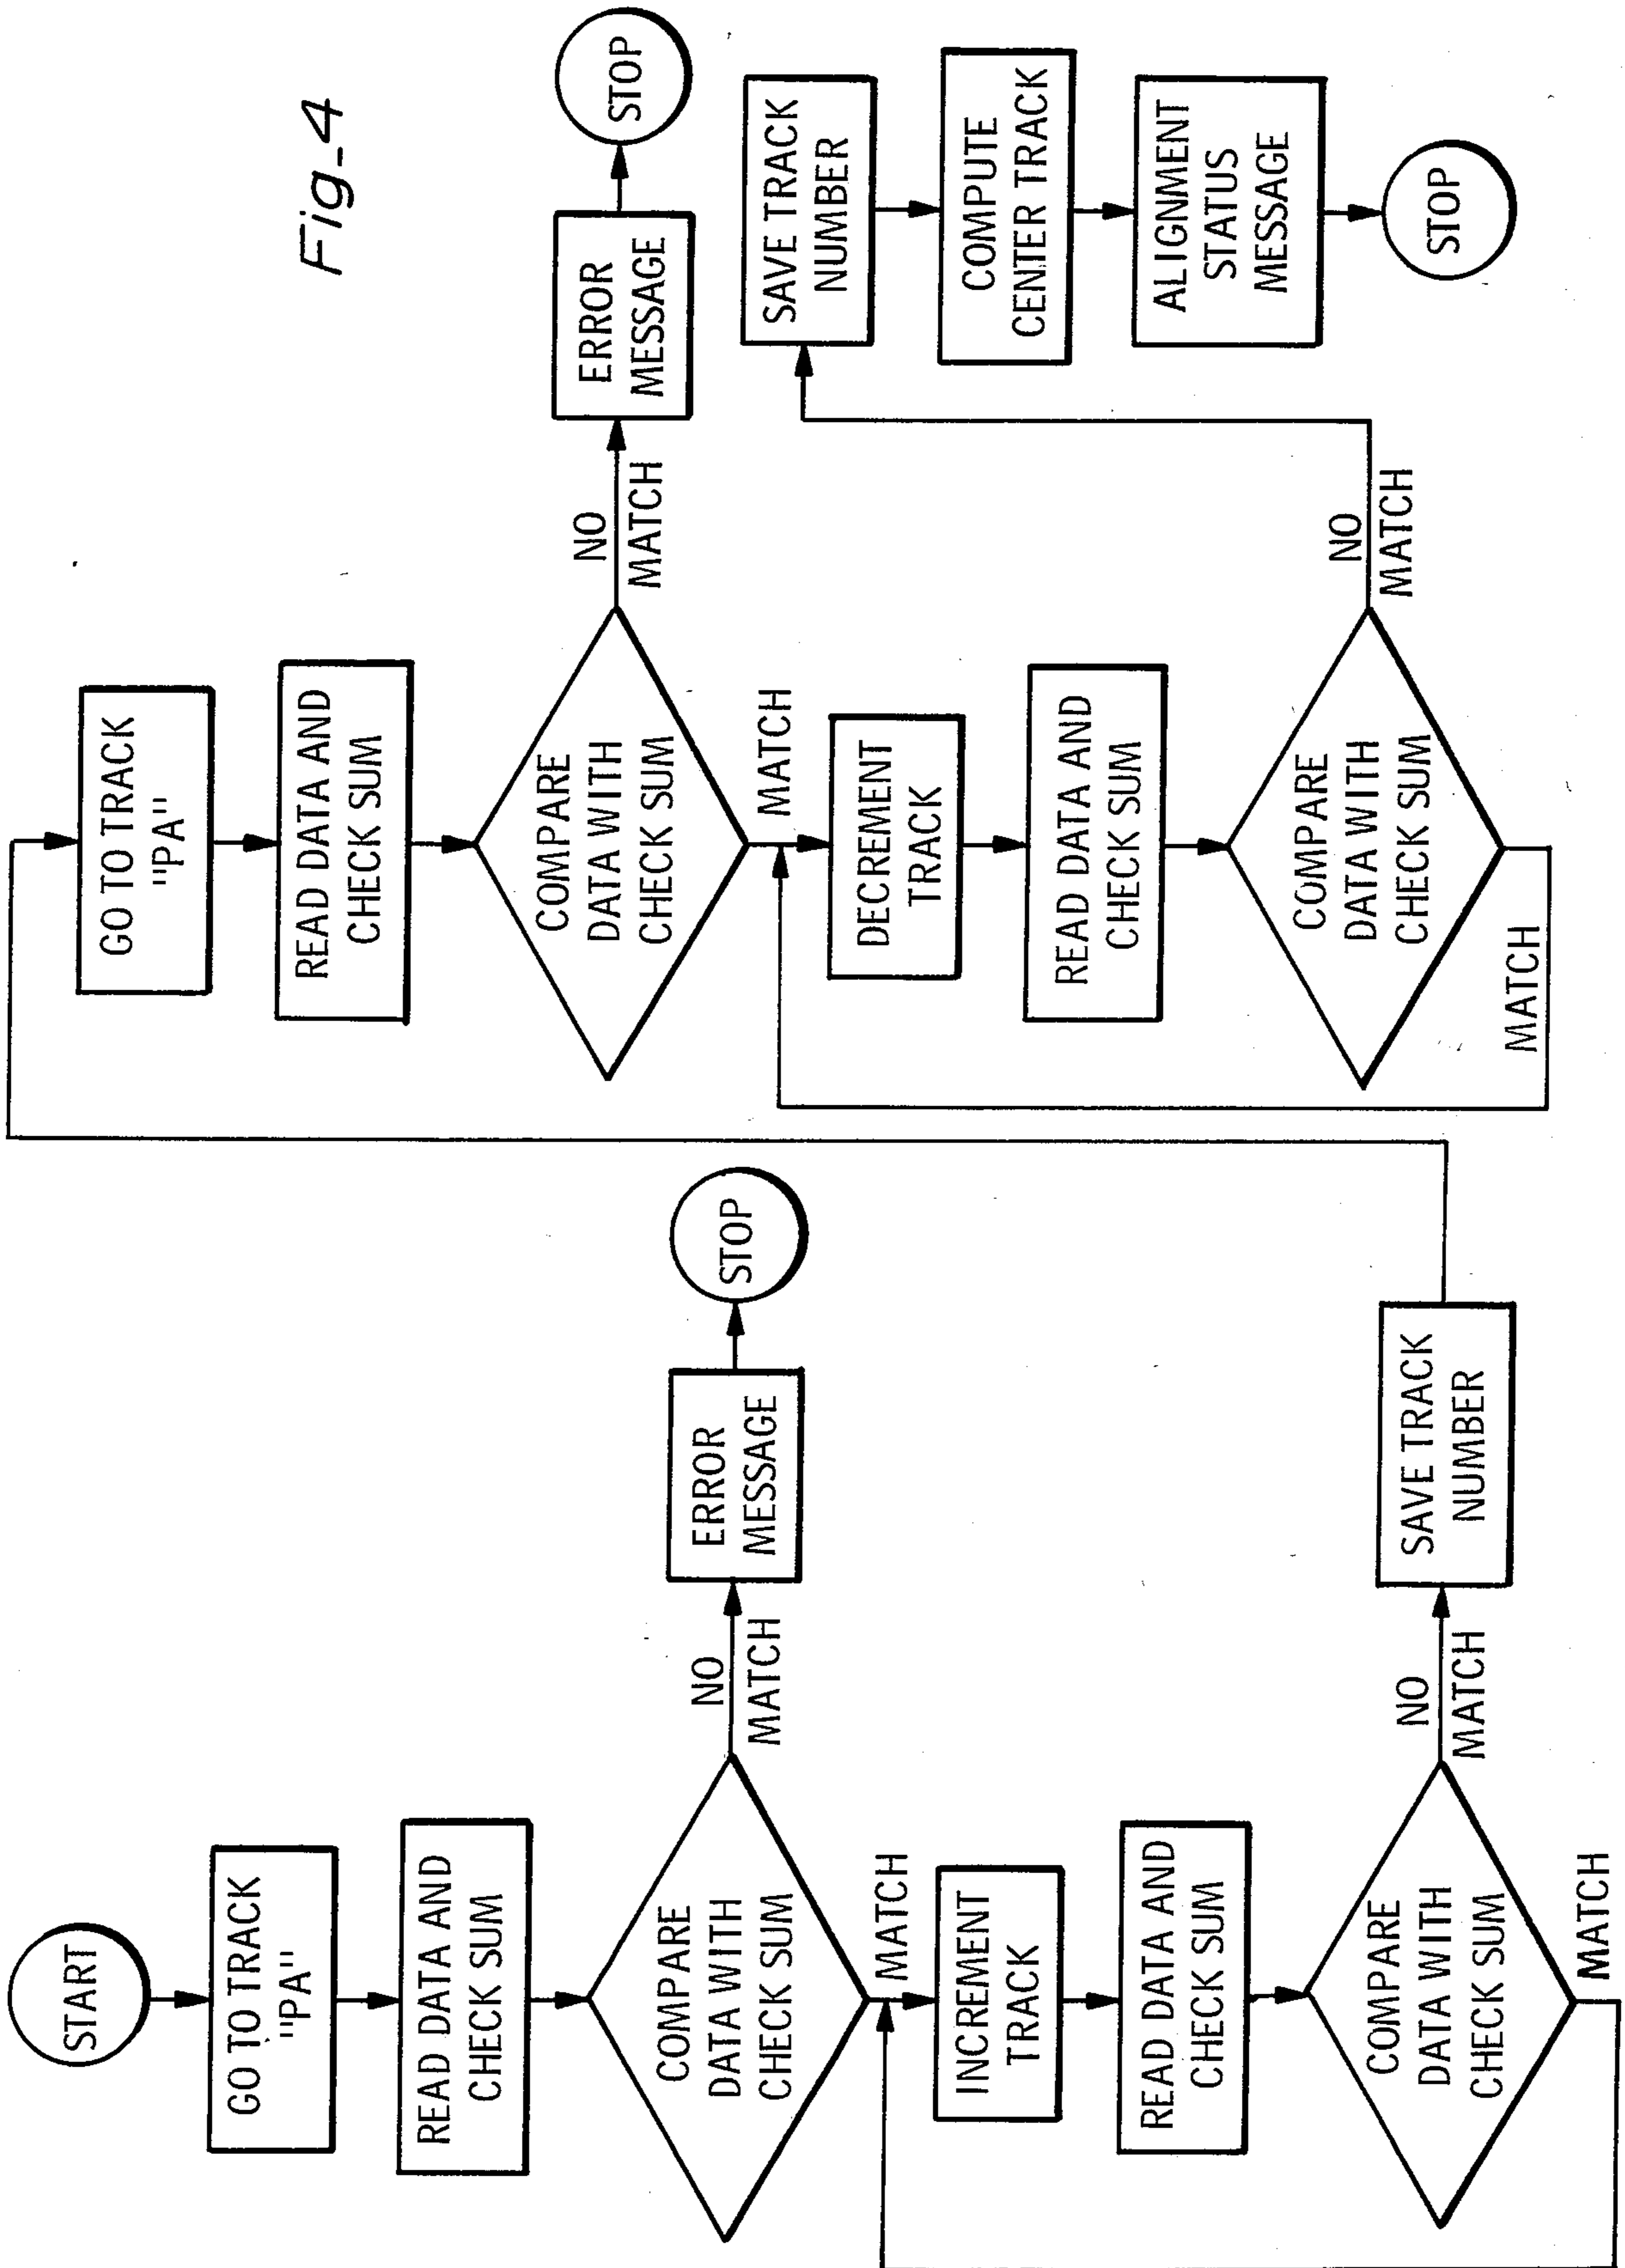 Fig_4
START
GO TO TRACK
"PA"
READ DATA AND
CHECK SUM
COMPARE
DATA WITH
CHECK SUM
NO
MATCH
ERROR
MESSAGE
STOP
MATCH
INCREMENT
TRACK
READ DATA AND
CHECK SUM
COMPARE
DATA WITH
CHECK SUM
MATCH
NO
MATCH
SAVE TRACK
NUMBER
GO TO TRACK
"PA"
READ DATA AND
CHECK SUM
COMPARE
DATA WITH
CHECK SUM
NO
MATCH
ERROR
MESSAGE
STOP
MATCH
DECREMENT
TRACK
READ DATA AND
CHECK SUM
COMPARE
DATA WITH
CHECK SUM
MATCH
NO
MATCH
SAVE TRACK
NUMBER
COMPUTE
CENTER TRACK
ALIGNMENT
STATUS
MESSAGE
STOP